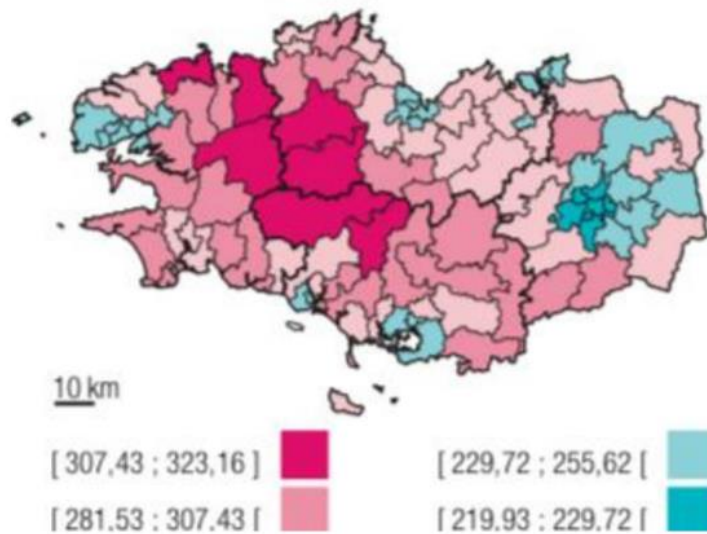 10 km
[ 307,43 ; 323,16 ]
[ 229,72 ; 255,62 [
[ 281,53 ; 307,43 [
[ 219,93 ; 229,72 [